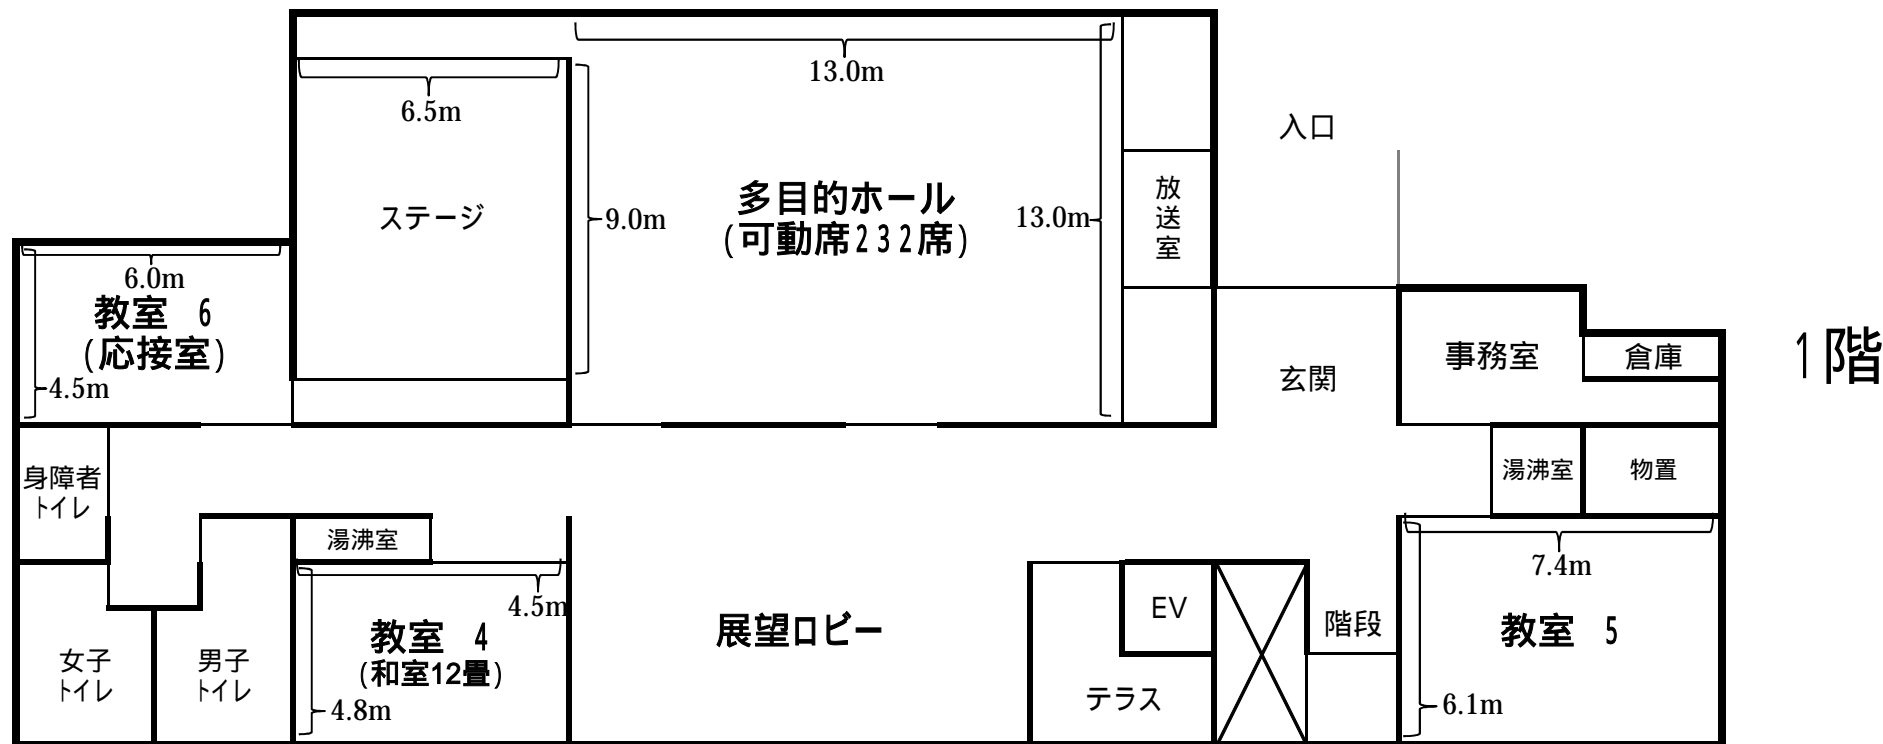 13.0m
6.5m
入口
多目的ホール
(可動席232席)
ステージ
9.0m
13.0m
放送室
6.0m
教室 6
(応接室)
4.5m
事務室
倉庫
玄関
1階
身障者
トイレ
湯沸室
物置
湯沸室
7.4m
4.5m
EV
階段
教室 4
(和室12畳)
展望ロビー
教室 5
女子
トイレ
男子
トイレ
4.8m
テラス
6.1m